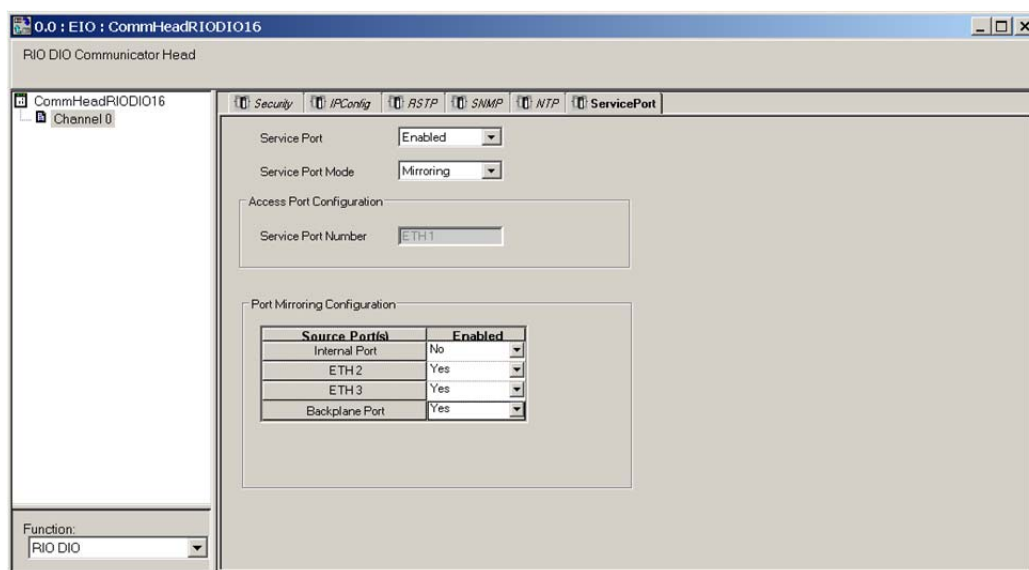 0.0 : EIO : CommHeadRIODIO16
RIO DIO Communicator Head
CommHeadRIODIO16
Channel 0
Security IPConfig RSTP SNMP NTP ServicePort
Service Port Enabled
Service Port Mode Mirroring
Access Port Configuration
Service Port Number ETH 1
Port Mirroring Configuration
Source Port(s) Enabled
Internal Port No
ETH 2 Yes
ETH 3 Yes
Backplane Port Yes
Function:
RIO DIO